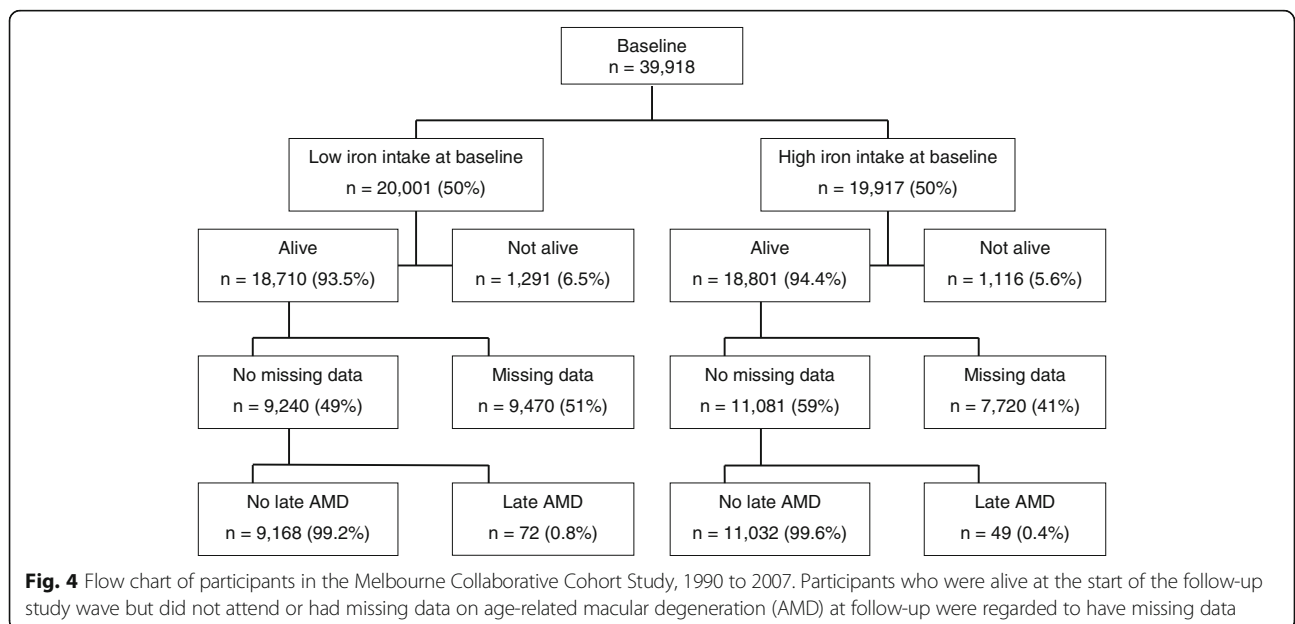 Baseline
n = 39,918
Low iron intake at baseline
n = 20,001 (50%)
High iron intake at baseline
n = 19,917 (50%)
Alive
n = 18,710 (93.5%)
Not alive
n = 1,291 (6.5%)
Alive
n = 18,801 (94.4%)
Not alive
n = 1,116 (5.6%)
No missing data
n = 9,240 (49%)
Missing data
n = 9,470 (51%)
No missing data
n = 11,081 (59%)
Missing data
n = 7,720 (41%)
No late AMD
n = 9,168 (99.2%)
Late AMD
n = 72 (0.8%)
No late AMD
n = 11,032 (99.6%)
Late AMD
n = 49 (0.4%)
Fig. 4 Flow chart of participants in the Melbourne Collaborative Cohort Study, 1990 to 2007. Participants who were alive at the start of the follow-up
study wave but did not attend or had missing data on age-related macular degeneration (AMD) at follow-up were regarded to have missing data